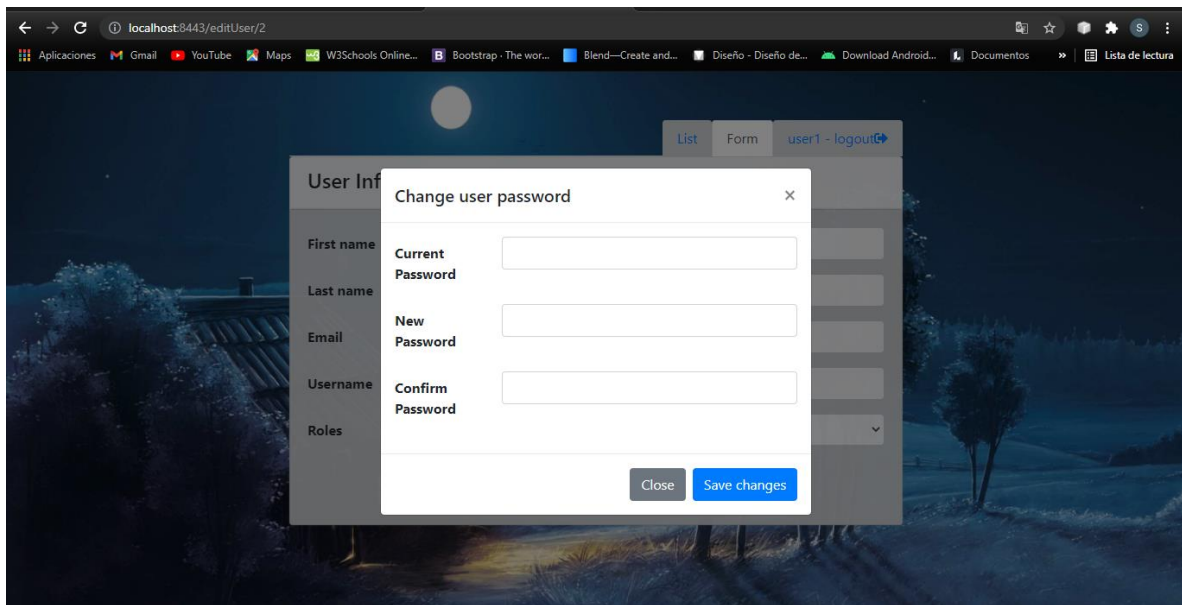 localhost:8443/editUser/2
Aplicaciones Gmail YouTube Maps W3Schools Online... Bootstrap · The wor... Blend—Create and... Diseño - Diseño de... Download Android... Documentos » Lista de lectura
List Form user1 - logout
User Inf
Change user password ×
First name
Current
Password
Last name
New
Password
Email
Username
Confirm
Password
Roles
Close Save changes